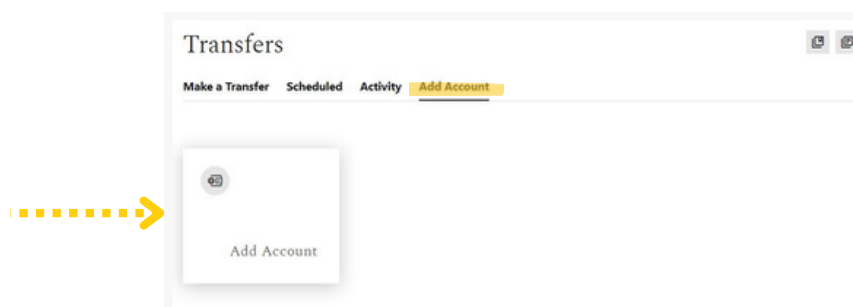 Transfers
Make a Transfer Scheduled Activity Add Account
Add Account